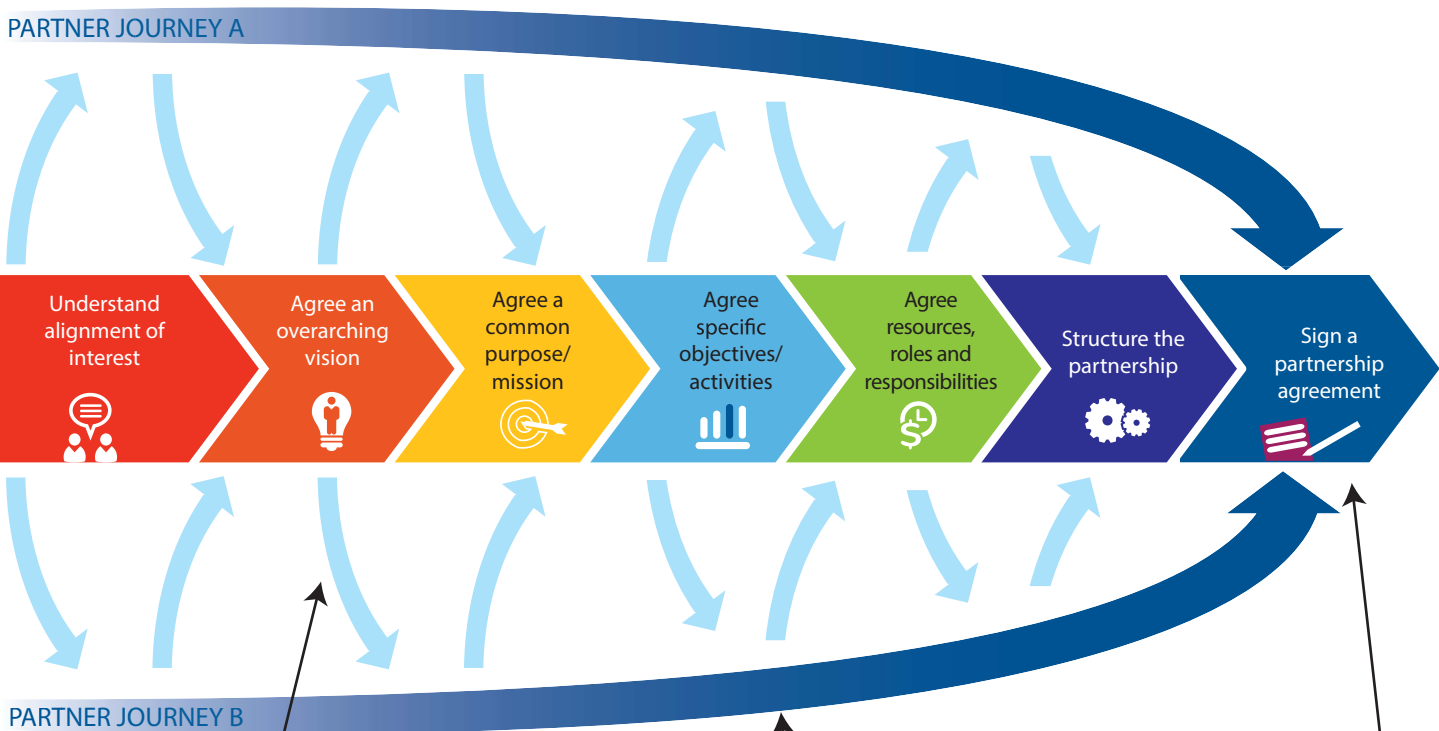 PARTNER JOURNEY A
Understand
alignment of
interest
Agree an
overarching
vision
Agree a
common
purpose/
mission
Agree
specific
objectives/
activities
Agree
resources,
roles and
responsibilities
Structure the
partnership
Sign a
partnership
agreement
PARTNER JOURNEY B